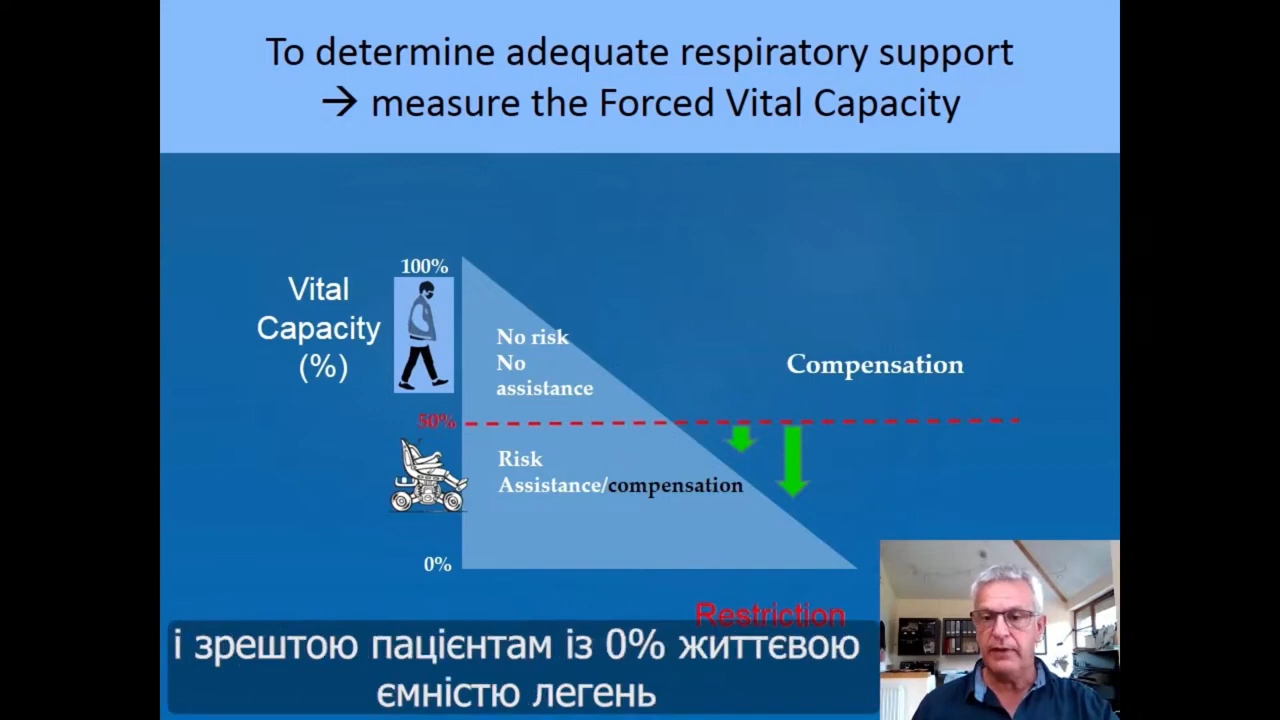 To determine adequate respiratory support
→ measure the Forced Vital Capacity
100%
Vital
Capacity
(%)
No risk
No
assistance
Compensation
50%
Risk
Assistance/compensation
0%
Restriction
і зрештою пацієнтам із 0% життєвою
ємністю легень